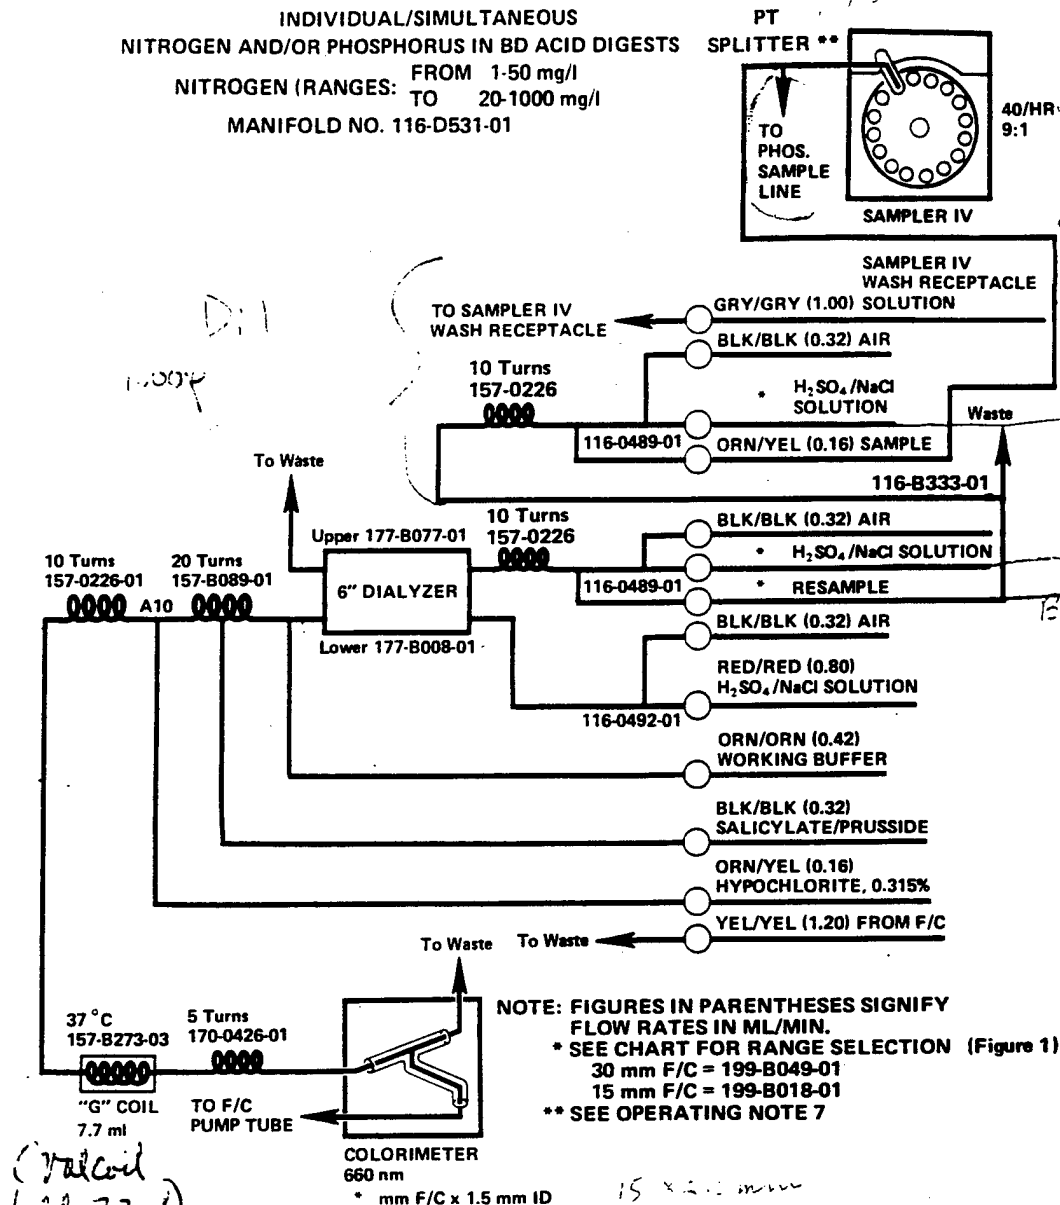 INDIVIDUAL/SIMULTANEOUS
NITROGEN AND/OR PHOSPHORUS IN BD ACID DIGESTS
NITROGEN (RANGES: FROM 1-50 mg/l
TO 20-1000 mg/l
MANIFOLD NO. 116-D531-01
PT
SPLITTER **
TO
PHOS.
SAMPLE
LINE
40/HR
9:1
SAMPLER IV
SAMPLER IV
WASH RECEPTACLE
GRY/GRY (1.00) SOLUTION
TO SAMPLER IV
WASH RECEPTACLE
BLK/BLK (0.32) AIR
10 Turns
157-0226
* H₂SO₄/NaCl
SOLUTION
Waste
116-0489-01
ORN/YEL (0.16) SAMPLE
To Waste
116-B333-01
10 Turns
157-0226
BLK/BLK (0.32) AIR
Upper 177-B077-01
* H₂SO₄/NaCl SOLUTION
10 Turns
157-0226-01
20 Turns
157-B089-01
6" DIALYZER
116-0489-01
* RESAMPLE
A10
BLK/BLK (0.32) AIR
Lower 177-B008-01
RED/RED (0.80)
H₂SO₄/NaCl SOLUTION
116-0492-01
ORN/ORN (0.42)
WORKING BUFFER
BLK/BLK (0.32)
SALICYLATE/PRUSSIDE
ORN/YEL (0.16)
HYPOCHLORITE, 0.315%
YEL/YEL (1.20) FROM F/C
To Waste
To Waste
37 °C
157-B273-03
5 Turns
170-0426-01
"G" COIL
7.7 ml
TO F/C
PUMP TUBE
NOTE: FIGURES IN PARENTHESES SIGNIFY
FLOW RATES IN ML/MIN.
* SEE CHART FOR RANGE SELECTION (Figure 1)
30 mm F/C = 199-B049-01
15 mm F/C = 199-B018-01
** SEE OPERATING NOTE 7
COLORIMETER
660 nm
* mm F/C x 1.5 mm ID
Dil
loop